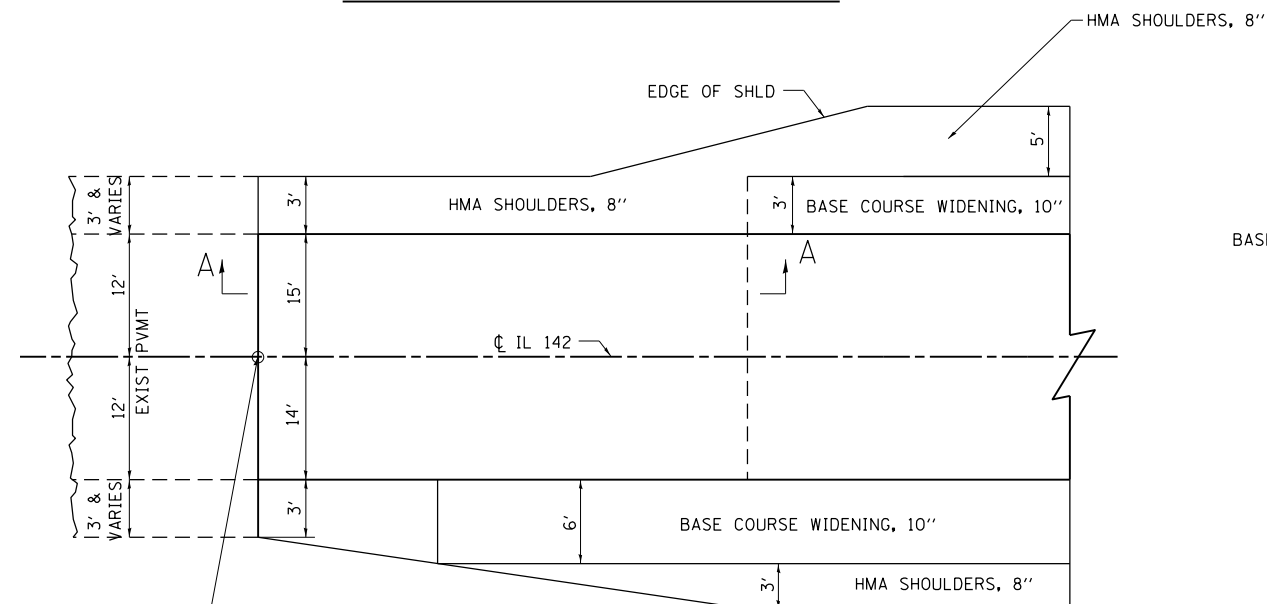 HMA SHOULDERS, 8"
EDGE OF SHLD
5'
3' &
VARIES
3'
HMA SHOULDERS, 8"
3'
BASE COURSE WIDENING, 10"
BAS
A
A
12'
15'
EXIST PVMT
℄ IL 142
12'
14'
3' &
VARIES
3'
6'
BASE COURSE WIDENING, 10"
3'
HMA SHOULDERS, 8"